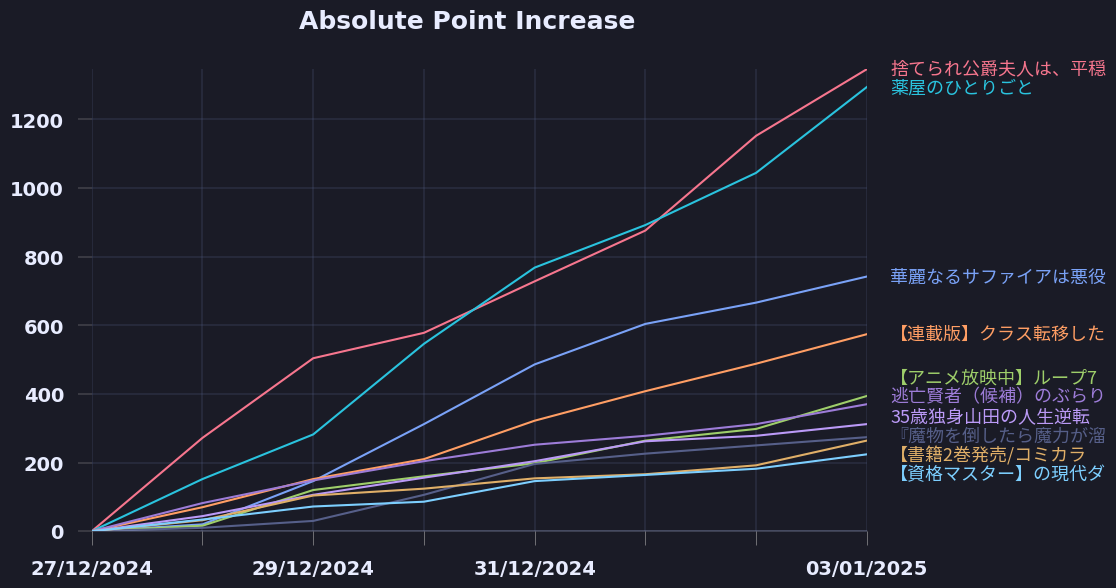 Absolute Point Increase
1200
1000
800
600
400
200
0
27/12/2024
29/12/2024
31/12/2024
03/01/2025
捨てられ公爵夫人は、平穏
薬屋のひとりごと
華麗なるサファイアは悪役
【連載版】クラス転移した
【アニメ放映中】ループ7
逃亡賢者（候補）のぶらり
35歳独身山田の人生逆転
『魔物を倒したら魔力が溜
【書籍2巻発売/コミカラ
【資格マスター】の現代ダ